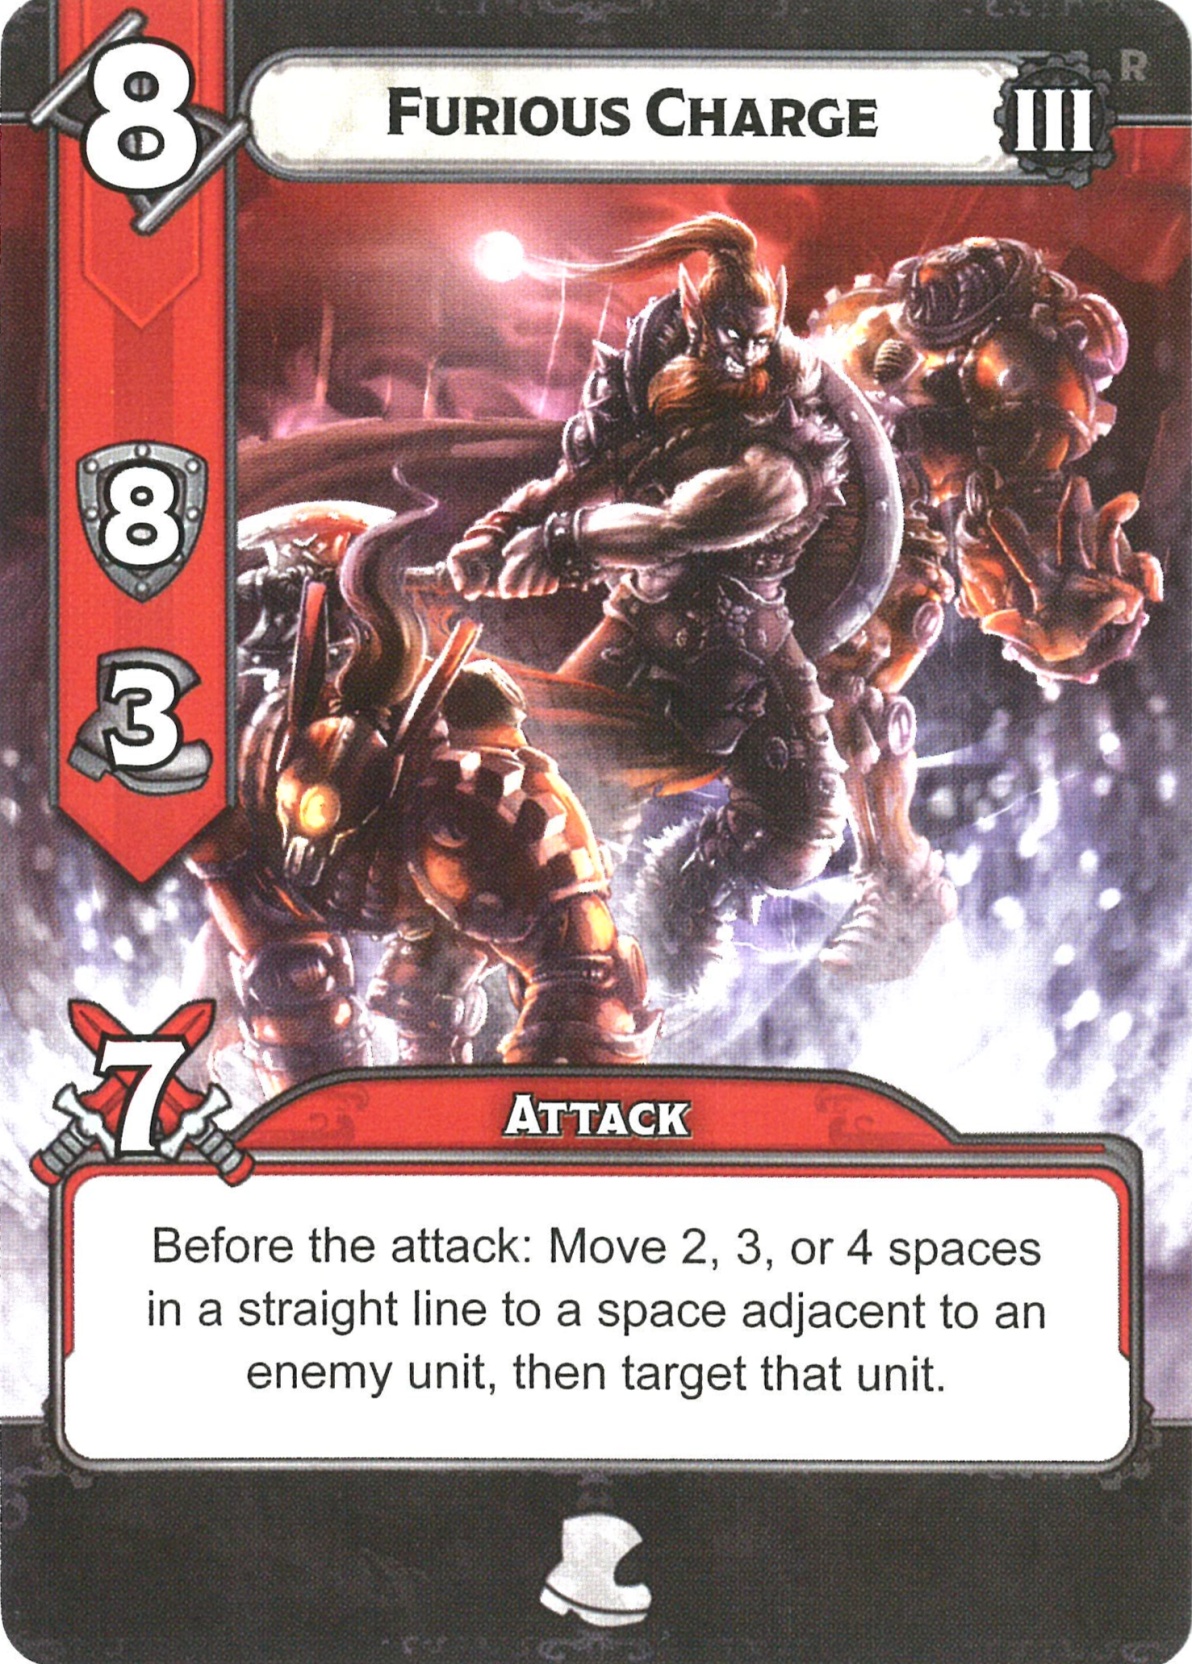 8
FURIOUS CHARGE
III
R
8
3
7
ATTACK
Before the attack: Move 2, 3, or 4 spaces
in a straight line to a space adjacent to an
enemy unit, then target that unit.